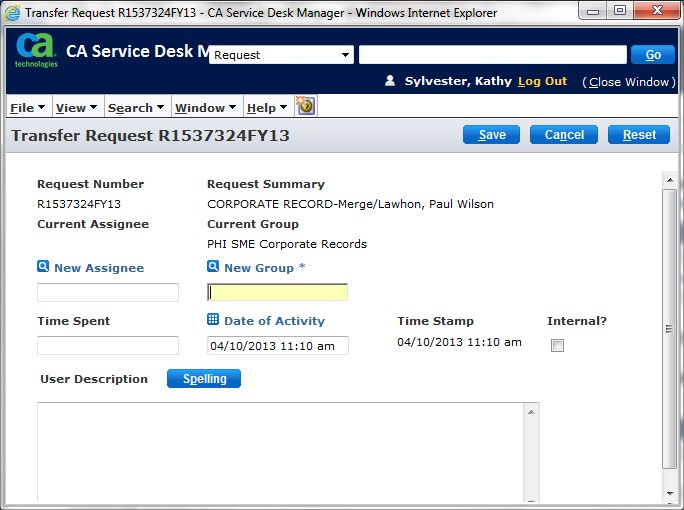 Transfer Request R1537324FY13 - CA Service Desk Manager - Windows Internet Explorer
ca technologies
CA Service Desk M
Request
Go
Sylvester, Kathy Log Out (Close Window)
File View Search Window Help
Transfer Request R1537324FY13
Save Cancel Reset
Request Number Request Summary
R1537324FY13 CORPORATE RECORD-Merge/Lawhon, Paul Wilson
Current Assignee Current Group
PHI SME Corporate Records
New Assignee New Group *
Time Spent Date of Activity Time Stamp Internal?
04/10/2013 11:10 am 04/10/2013 11:10 am
User Description Spelling